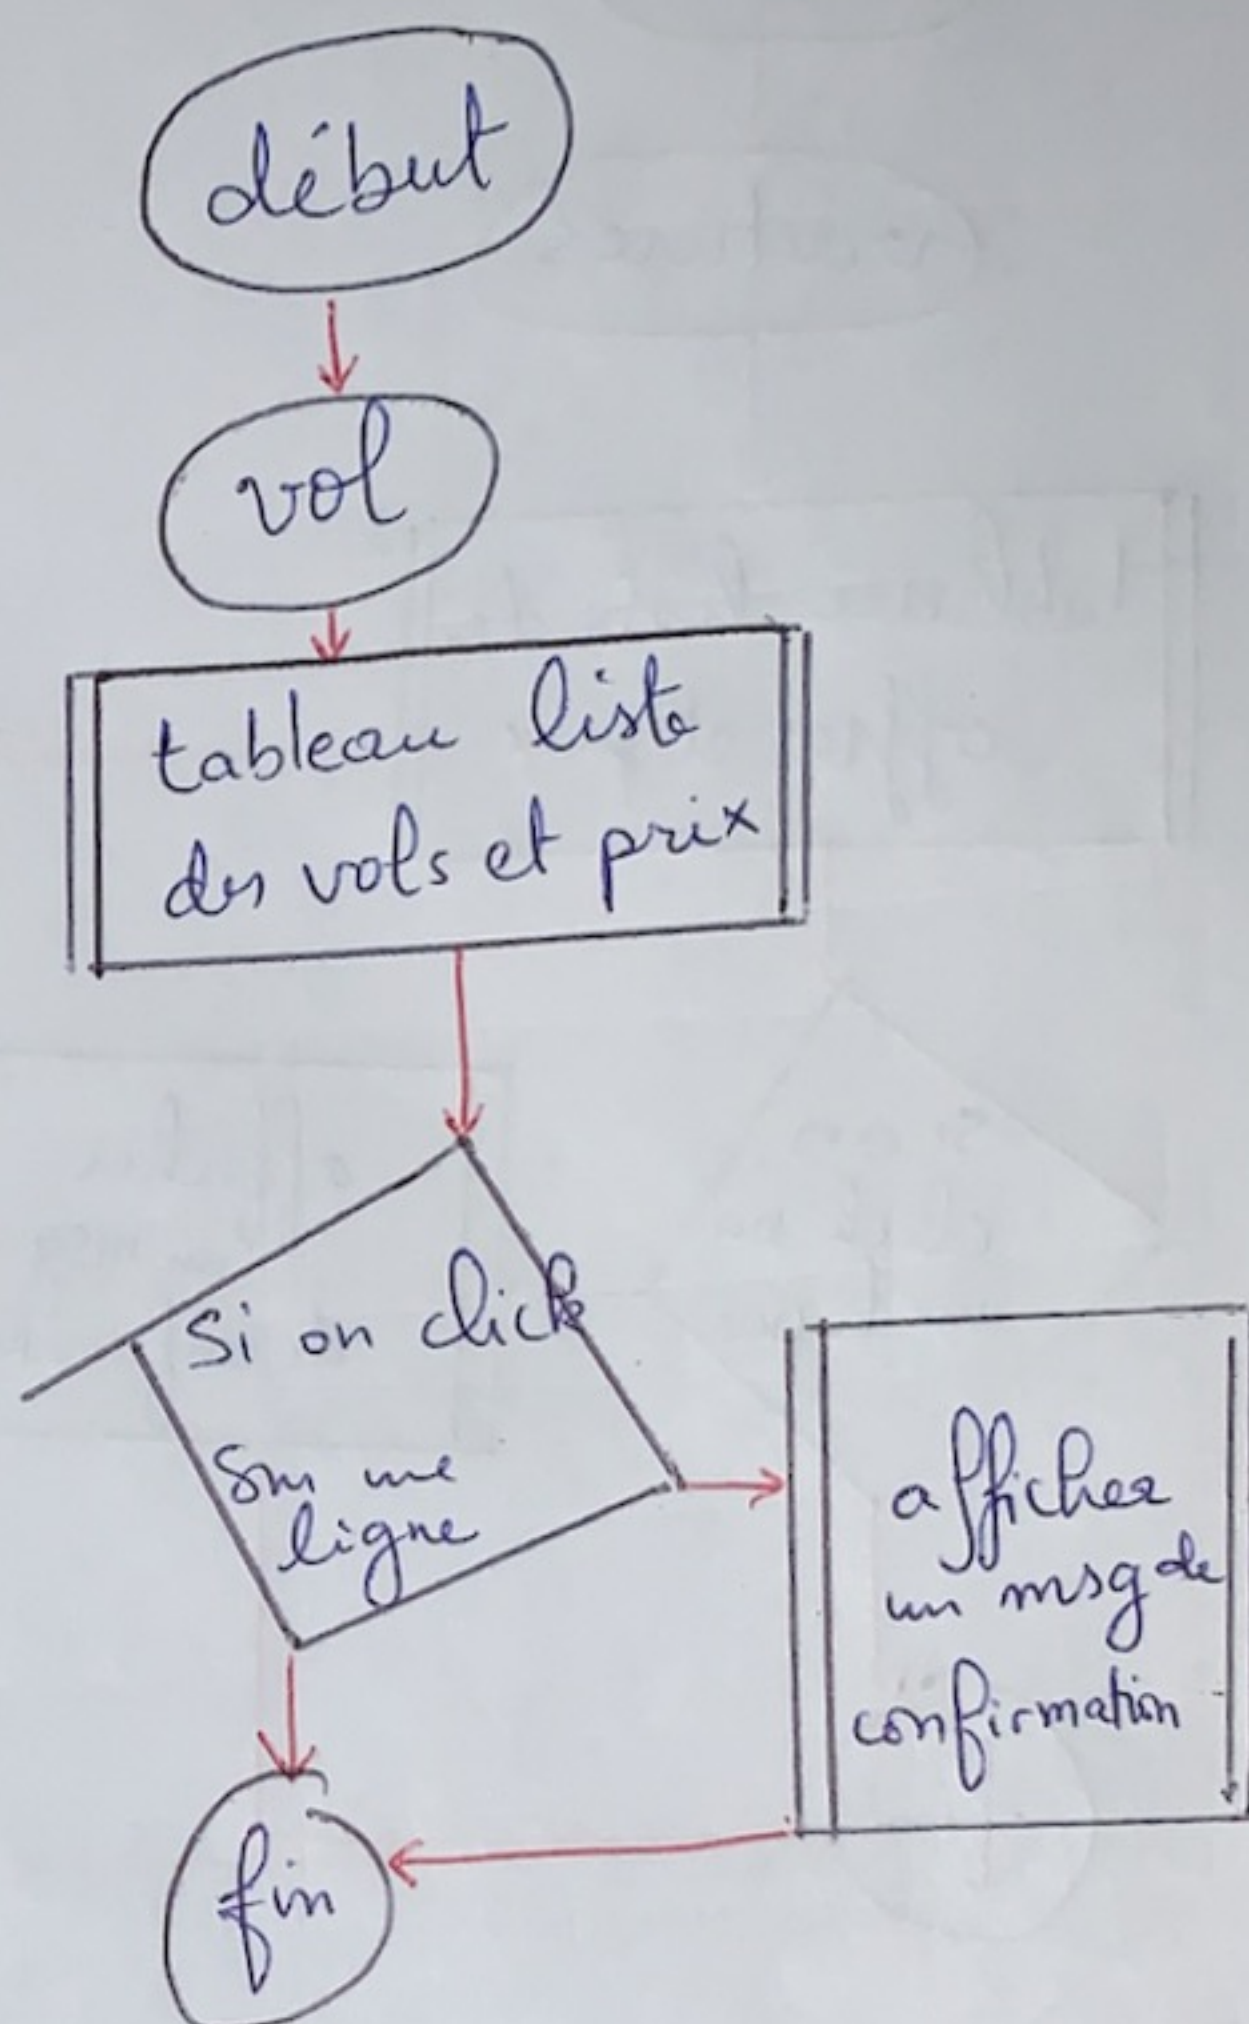 début
vol
tableau liste
des vols et prix
Si on click
sur une
ligne
afficher
un msg de
confirmation
fin